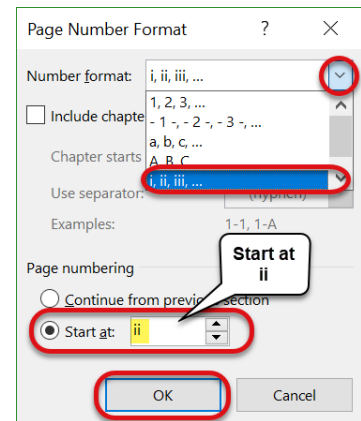 Page Number Format ? ×
Number format: i, ii, iii, ...
1, 2, 3, ...
Include chapte
- 1 -, - 2 -, - 3 -, ...
a, b, c, ...
Chapter starts
A, B, C
i, ii, iii, ...
Use separator: (hyphen)
Examples: 1-1, 1-A
Start at
ii
Page numbering
Continue from previous section
Start at: ii
OK Cancel